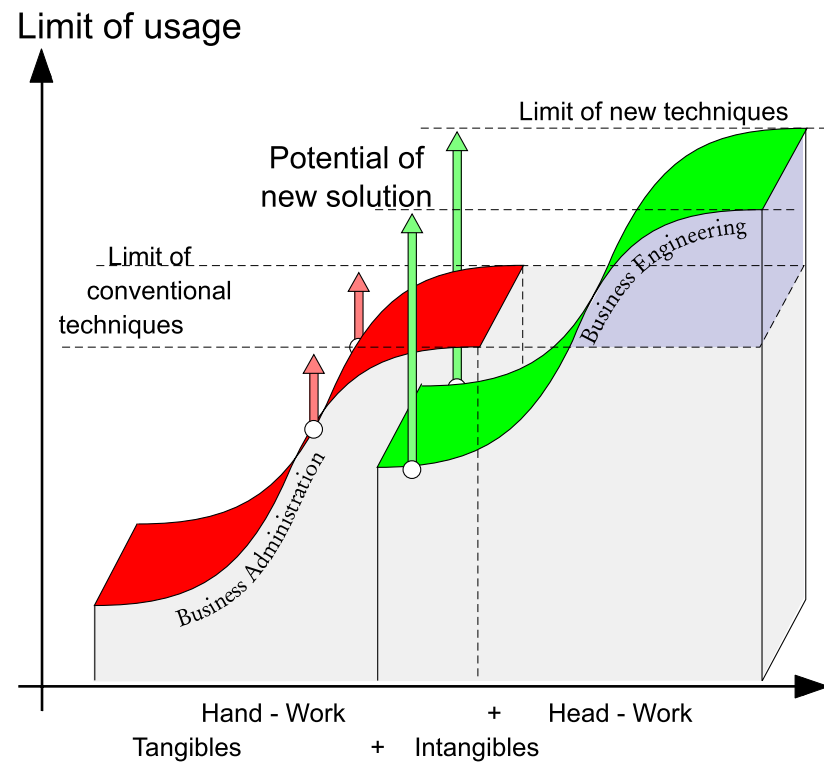 Limit of usage
Limit of new techniques
Potential of
new solution
Limit of
conventional
techniques
Business Engineering
Business Administration
Hand - Work + Head - Work
Tangibles + Intangibles